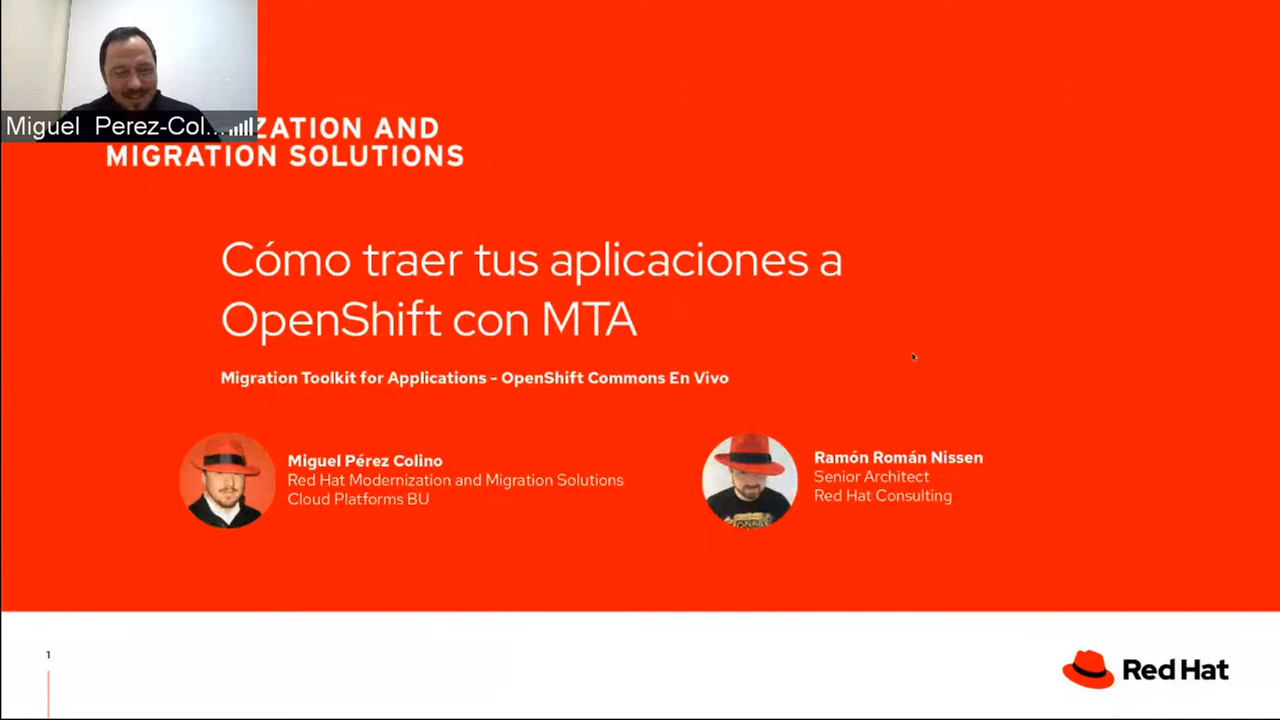 Miguel Perez-Col...
ZATION AND
MIGRATION SOLUTIONS
Cómo traer tus aplicaciones a
OpenShift con MTA
Migration Toolkit for Applications - OpenShift Commons En Vivo
Miguel Pérez Colino
Red Hat Modernization and Migration Solutions
Cloud Platforms BU
Ramón Román Nissen
Senior Architect
Red Hat Consulting
1
Red Hat